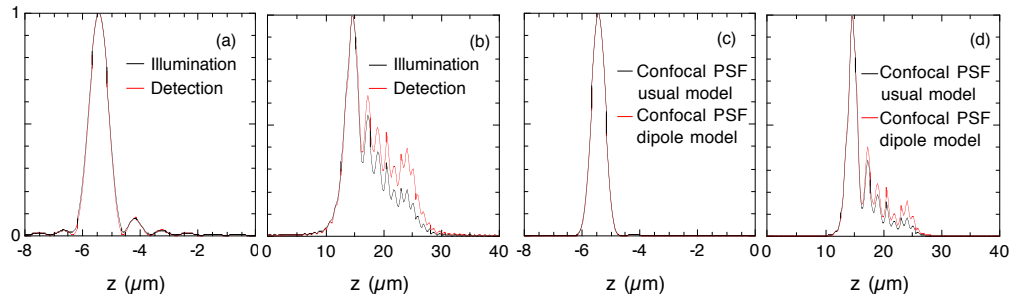 1
0
(a)
Illumination
Detection
-8 -6 -4 -2 0
z (µm)
(b)
Illumination
Detection
0 10 20 30 40
z (µm)
(c)
Confocal PSF
usual model
Confocal PSF
dipole model
-8 -6 -4 -2 0
z (µm)
(d)
Confocal PSF
usual model
Confocal PSF
dipole model
0 10 20 30 40
z (µm)